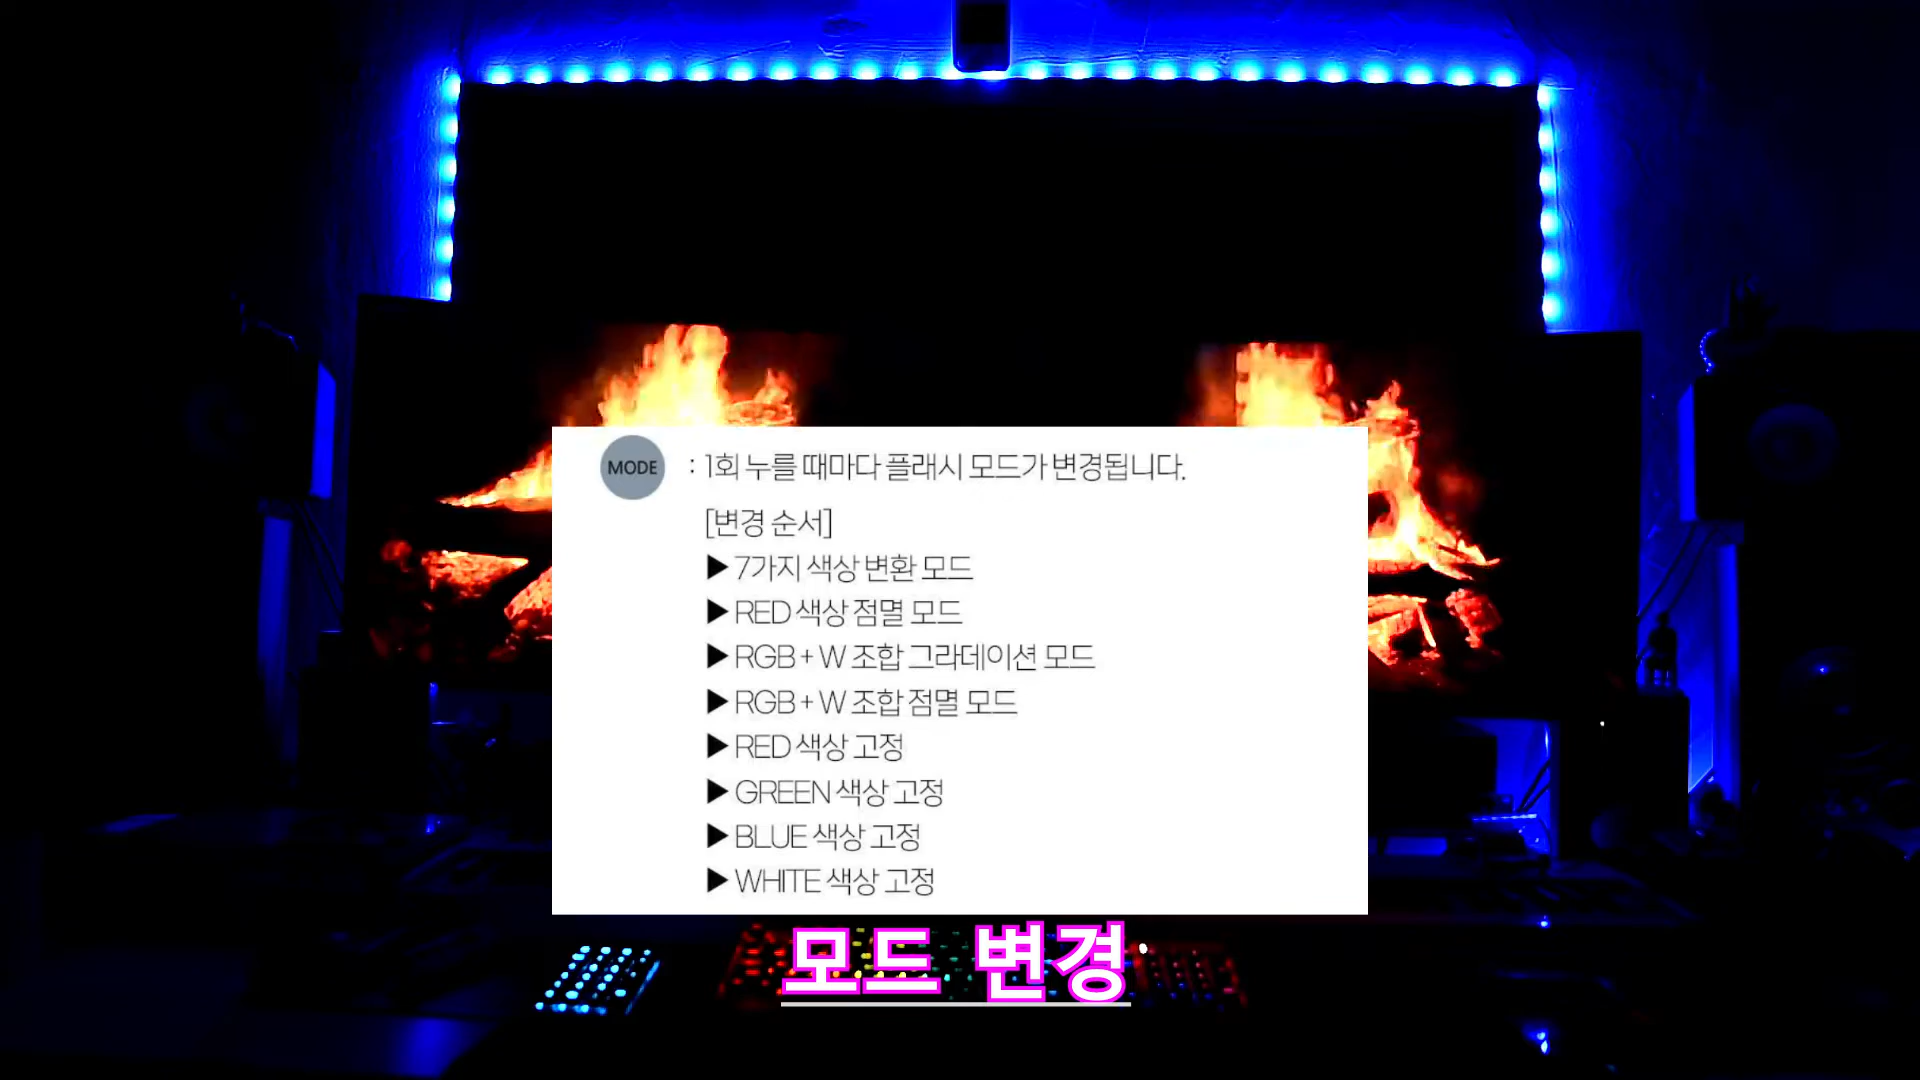 MODE : 1회 누를 때마다 플래시 모드가 변경됩니다.
[변경 순서]
▶ 7가지 색상 변환 모드
▶ RED 색상 점멸 모드
▶ RGB + W 조합 그라데이션 모드
▶ RGB + W 조합 점멸 모드
▶ RED 색상 고정
▶ GREEN 색상 고정
▶ BLUE 색상 고정
▶ WHITE 색상 고정
모드 변경